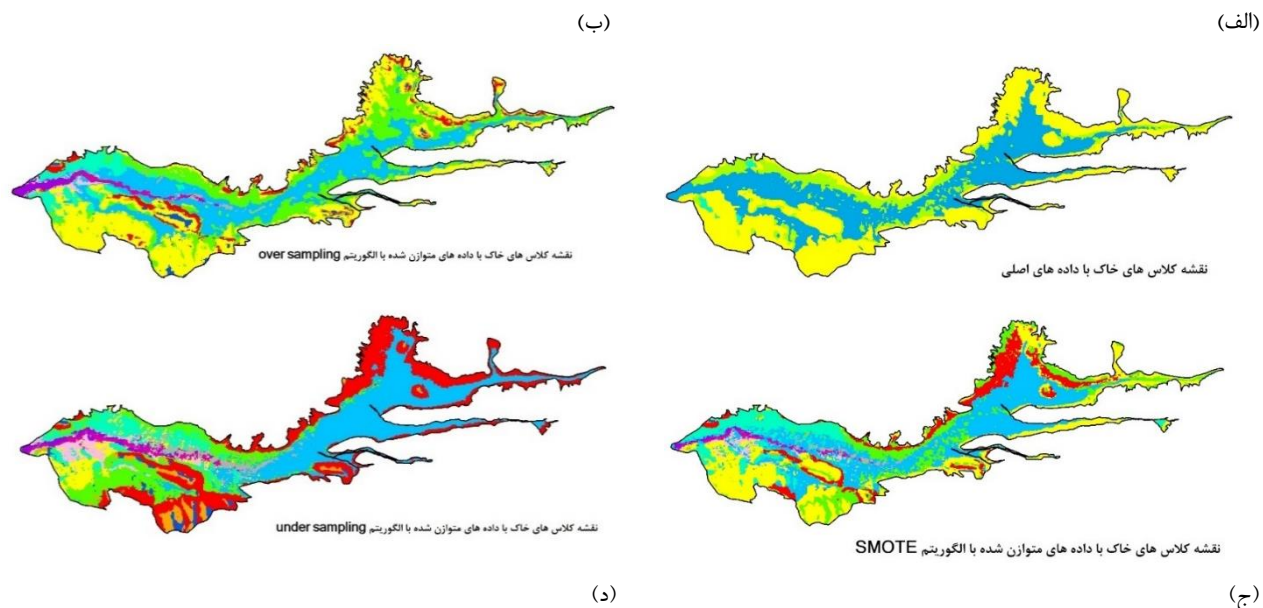 (الف)
(ب)
نقشه کلاس های خاک با داده های اصلی
نقشه کلاس های خاک با داده های متوازن شده با الگوریتم over sampling
نقشه کلاس های خاک با داده های متوازن شده با الگوریتم SMOTE
نقشه کلاس های خاک با داده های متوازن شده با الگوریتم under sampling
(ج)
(د)